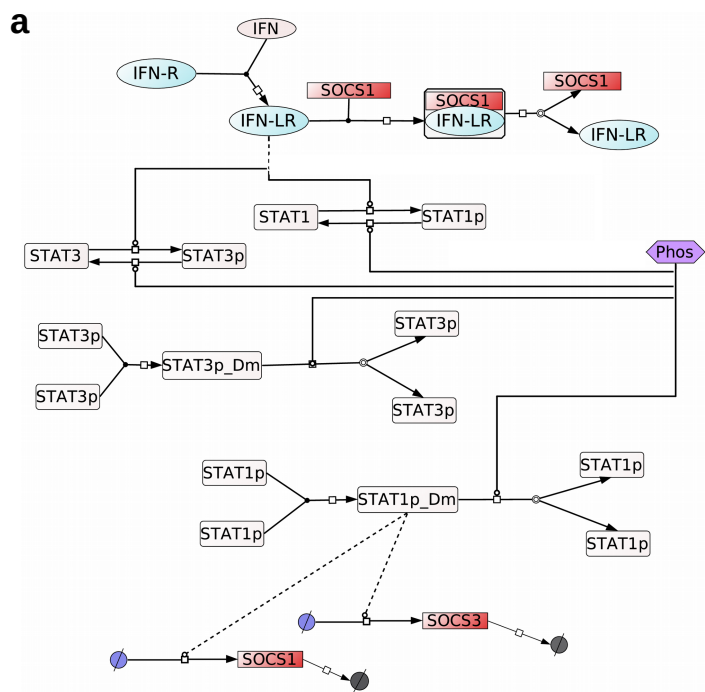 a
IFN
IFN-R
SOCS1
SOCS1
SOCS1
IFN-LR
IFN-LR
IFN-LR
STAT1
STAT1p
STAT3
STAT3p
Phos
STAT3p
STAT3p
STAT3p_Dm
STAT3p
STAT3p
STAT1p
STAT1p
STAT1p_Dm
STAT1p
STAT1p
SOCS3
SOCS1